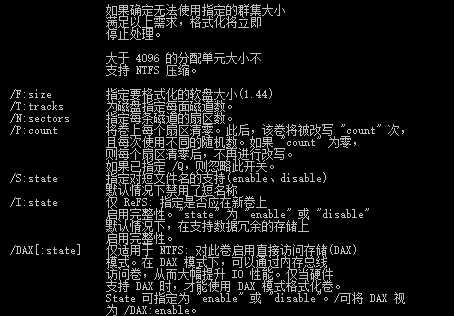 如果确定无法使用指定的群集大小
满足以上需求，格式化将立即
停止处理。
大于 4096 的分配单元大小不
支持 NTFS 压缩。
/F:size 指定要格式化的软盘大小(1.44)
/T:tracks 为磁盘指定每面磁道数。
/N:sectors 指定每条磁道的扇区数。
/P:count 将卷上每个扇区清零。此后，该卷将被改写 "count" 次，
且每次使用不同的随机数。如果 "count" 为零，
则每个扇区清零后，不再进行改写。
如果已指定 /Q，则忽略此开关。
/S:state 指定对短文件名的支持(enable、disable)
默认情况下禁用了短名称
/I:state 仅 ReFS: 指定是否应在新卷上
启用完整性。"state" 为 "enable" 或 "disable"
默认情况下，在支持数据冗余的存储上
启用完整性。
/DAX[:state] 仅适用于 NTFS: 对此卷启用直接访问存储(DAX)
模式。在 DAX 模式下，可以通过内存总线
访问卷，从而大幅提升 IO 性能。仅当硬件
支持 DAX 时，才能使用 DAX 模式格式化卷。
State 可指定为 "enable" 或 "disable"。/可将 DAX 视
为 /DAX:enable。